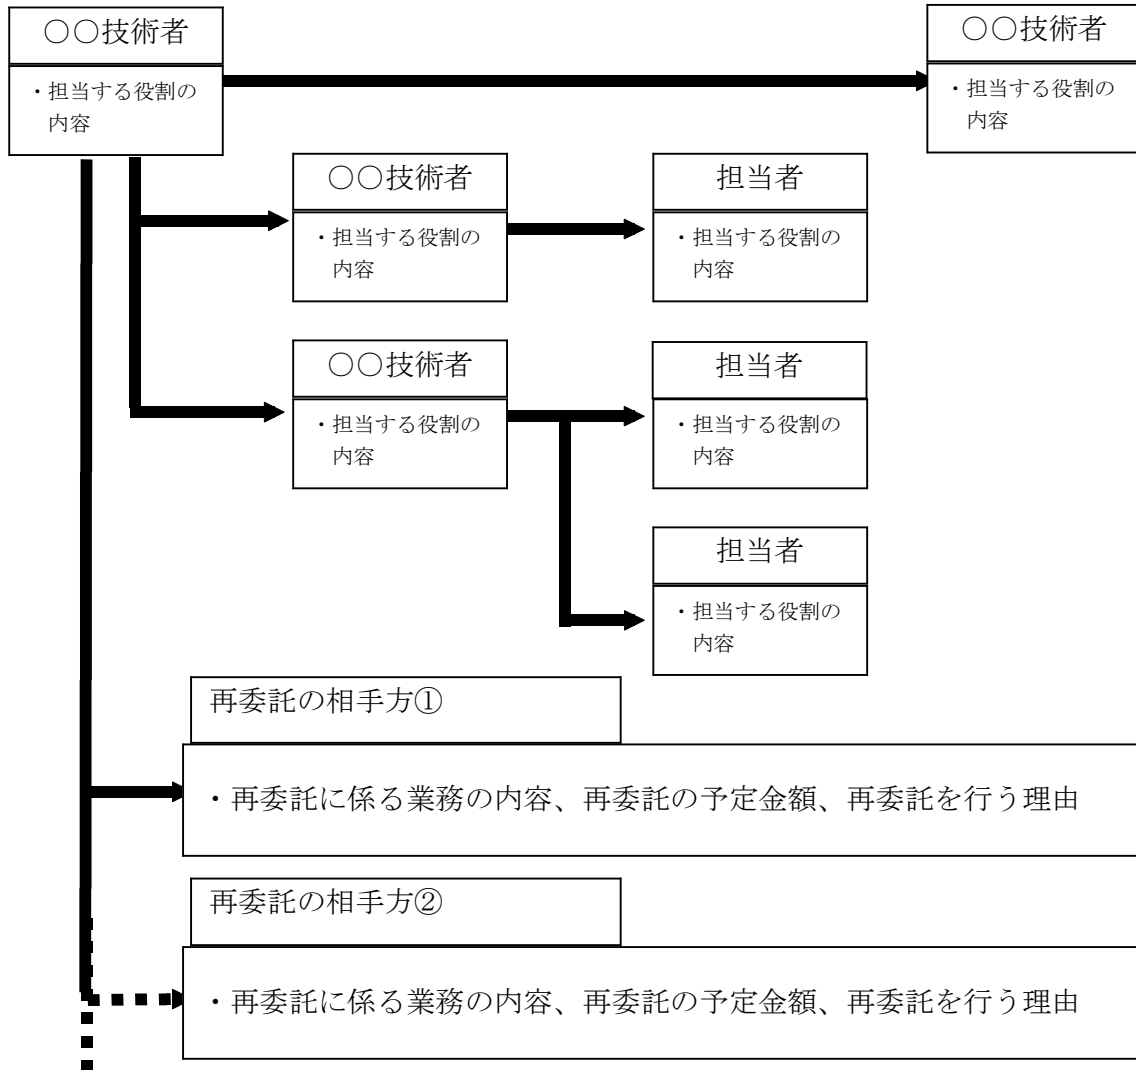 〇〇技術者
・担当する役割の
内容
〇〇技術者
・担当する役割の
内容
〇〇技術者
・担当する役割の
内容
担当者
・担当する役割の
内容
〇〇技術者
・担当する役割の
内容
担当者
・担当する役割の
内容
担当者
・担当する役割の
内容
再委託の相手方①
・再委託に係る業務の内容、再委託の予定金額、再委託を行う理由
再委託の相手方②
・再委託に係る業務の内容、再委託の予定金額、再委託を行う理由